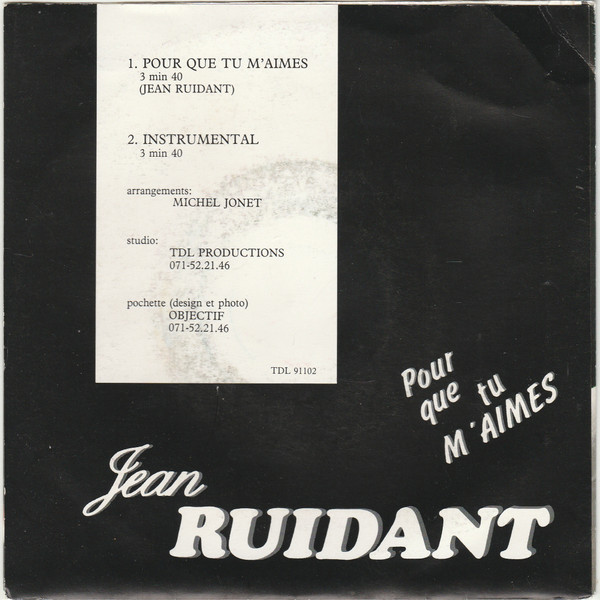 1. POUR QUE TU M'AIMES
3 min 40
(JEAN RUIDANT)
2. INSTRUMENTAL
3 min 40
arrangements:
MICHEL JONET
studio:
TDL PRODUCTIONS
071-52.21.46
pochette (design et photo)
OBJECTIF
071-52.21.46
TDL 91102
Pour
que tu
M'AIMES
Jean
RUIDANT